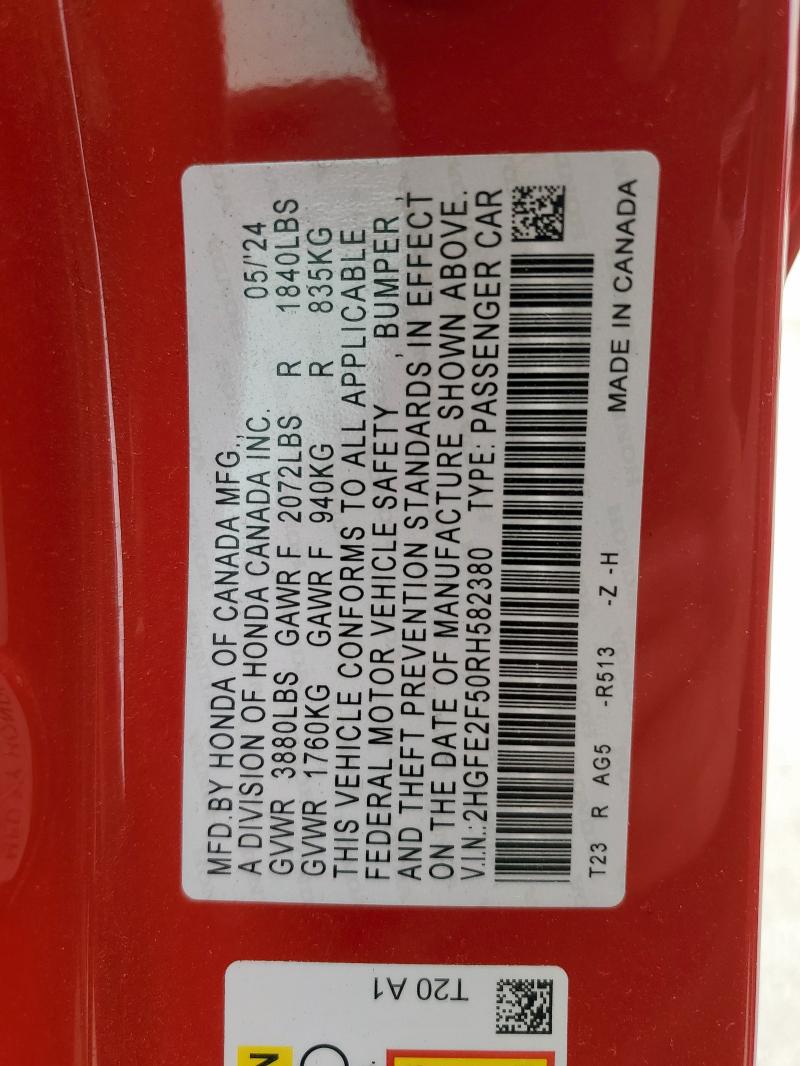 MFD.BY HONDA OF CANADA MFG.,
A DIVISION OF HONDA CANADA INC. 05/'24
GVWR 3880LBS GAWR F 2072LBS R 1840LBS
GVWR 1760KG GAWR F 940KG R 835KG
THIS VEHICLE CONFORMS TO ALL APPLICABLE
FEDERAL MOTOR VEHICLE SAFETY , BUMPER ,
AND THEFT PREVENTION STANDARDS IN EFFECT
ON THE DATE OF MANUFACTURE SHOWN ABOVE.
V.I.N.:2HGFE2F50RH582380 TYPE: PASSENGER CAR
T23 R AG5 -R513 -Z -H MADE IN CANADA
T20 A1